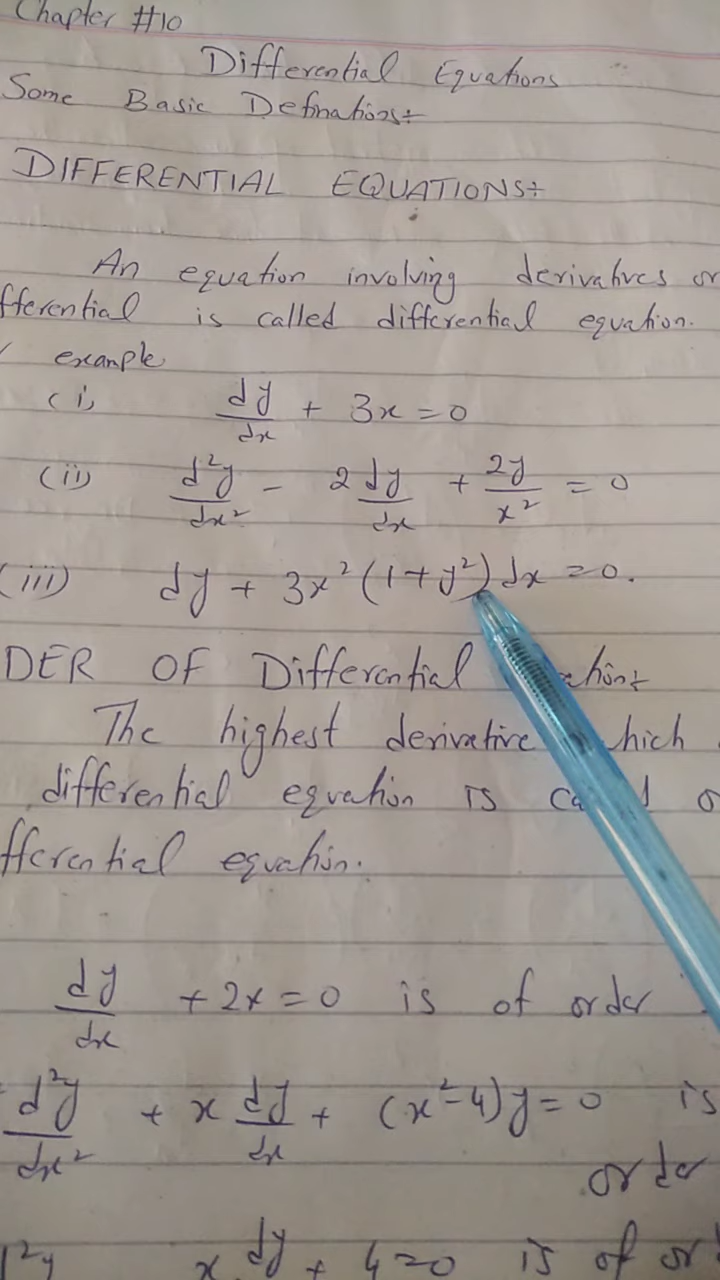 Chapter #10
Differential Equations
Some Basic Definations÷
DIFFERENTIAL EQUATIONS÷
An equation involving derivatives or
fferential is called differential equation.
example
(i) dy/dx + 3x = 0
(ii) d²y/dx² - 2 dy/dx + 2y/x² = 0
(iii) dy + 3x² (1+y²) dx = 0.
DER OF Differential
The highest derivative which
differential equation is
fferential equation.
dy/dx + 2x = 0 is of order
d²y/dx² + x dy/dx + (x²-4)y = 0 is
order
x dy + 4 = 0 is of or